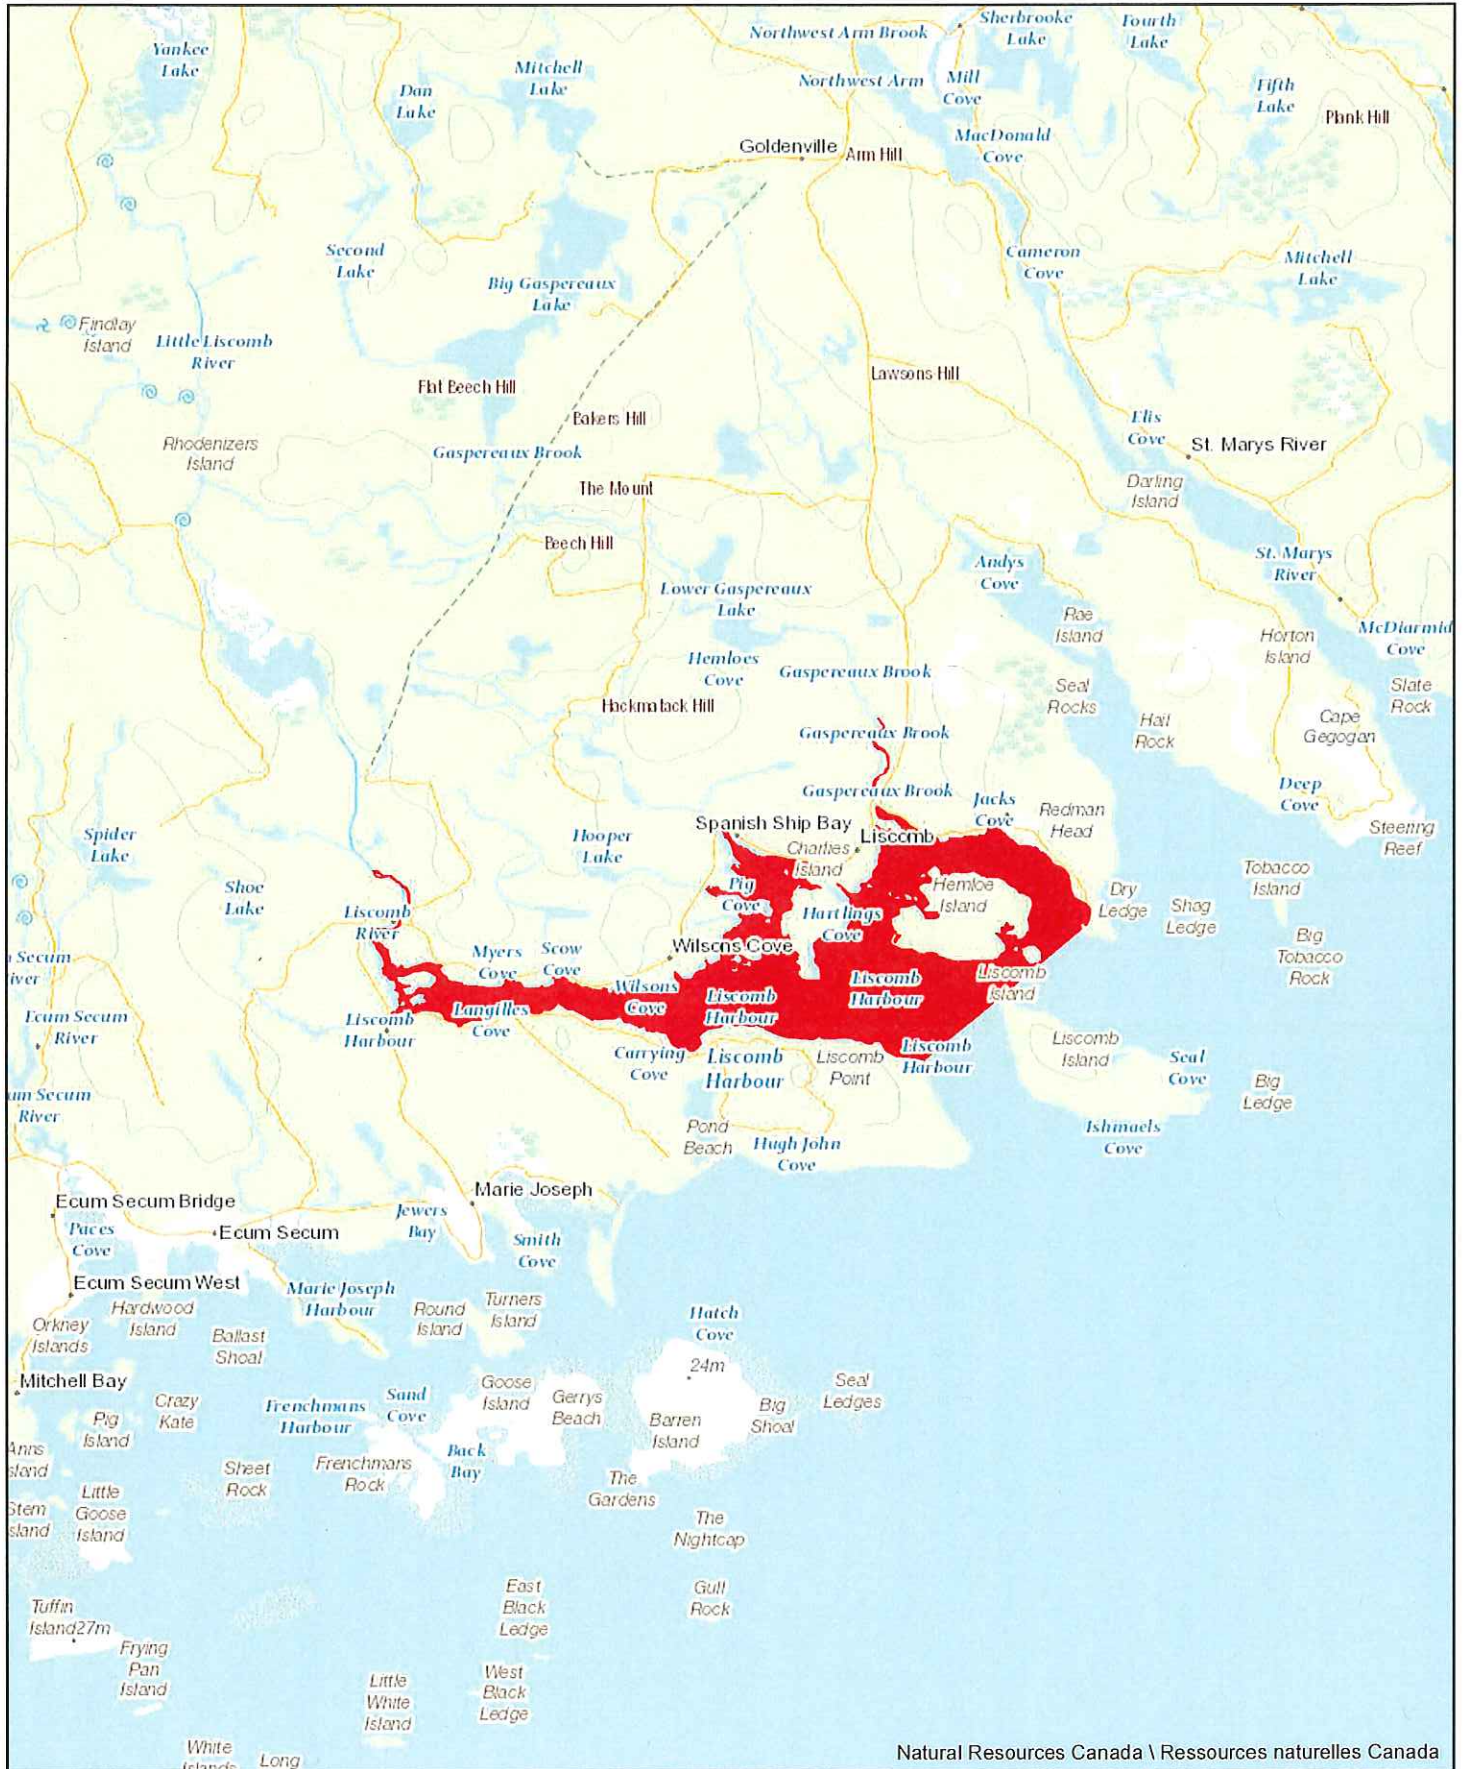 Yankee
Lake
Dan
Lake
Mitchell
Lake
Northwest Arm Brook
Sherbrooke
Lake
Fourth
Lake
Northwest Arm
Mill
Cove
Fifth
Lake
Plank Hill
MacDonald
Cove
Goldenville
Arm Hill
Second
Lake
Big Gaspereaux
Lake
Cameron
Cove
Mitchell
Lake
Findlay
Island
Little Liscomb
River
Flat Beech Hill
Lawsons Hill
Bakers Hill
Rhodenizers
Island
Gaspereaux Brook
Elis
Cove
St. Marys River
The Mount
Darling
Island
Beech Hill
Andys
Cove
St. Marys
River
Lower Gaspereaux
Lake
Rae
Island
Horton
Island
McDiarmid
Cove
Hemloes
Cove
Gaspereaux Brook
Seal
Rocks
Slate
Rock
Hackmatack Hill
Hail
Rock
Cape
Gegogan
Gaspereaux Brook
Gaspereaux Brook
Jacks
Cove
Redman
Head
Deep
Cove
Steering
Reef
Spider
Lake
Hooper
Lake
Spanish Ship Bay
Liscomb
Charlies
Island
Tobacco
Island
Shoe
Lake
Pig
Cove
Hemloe
Island
Dry
Ledge
Shag
Ledge
Liscomb
River
Hartlings
Cove
Big
Tobacco
Rock
Secum
iver
Myers
Cove
Scow
Cove
Wilsons Cove
Wilsons
Cove
Liscomb
Harbour
Liscomb
Harbour
Liscomb
Island
Ecum Secum
River
Liscomb
Harbour
Langilles
Cove
Carrying
Cove
Liscomb
Harbour
Liscomb
Point
Liscomb
Harbour
Liscomb
Island
Seal
Cove
Big
Ledge
um Secum
River
Pond
Beach
Hugh John
Cove
Ishmaels
Cove
Ecum Secum Bridge
Paces
Cove
Ecum Secum
Jewers
Bay
Marie Joseph
Smith
Cove
Ecum Secum West
Hardwood
Island
Marie Joseph
Harbour
Round
Island
Turners
Island
Hatch
Cove
Orkney
Islands
Ballast
Shoal
24m
Mitchell Bay
Crazy
Kate
Pig
Island
Frenchmans
Harbour
Sand
Cove
Goose
Island
Gerrys
Beach
Barren
Island
Big
Shoal
Seal
Ledges
Anns
sland
Sheet
Rock
Frenchmans
Rock
Back
Bay
The
Gardens
Stem
sland
Little
Goose
Island
The
Nightcap
East
Black
Ledge
Gull
Rock
Tuffin
Island27m
Frying
Pan
Island
Little
White
Island
West
Black
Ledge
White
Islands
Long
Natural Resources Canada \ Ressources naturelles Canada